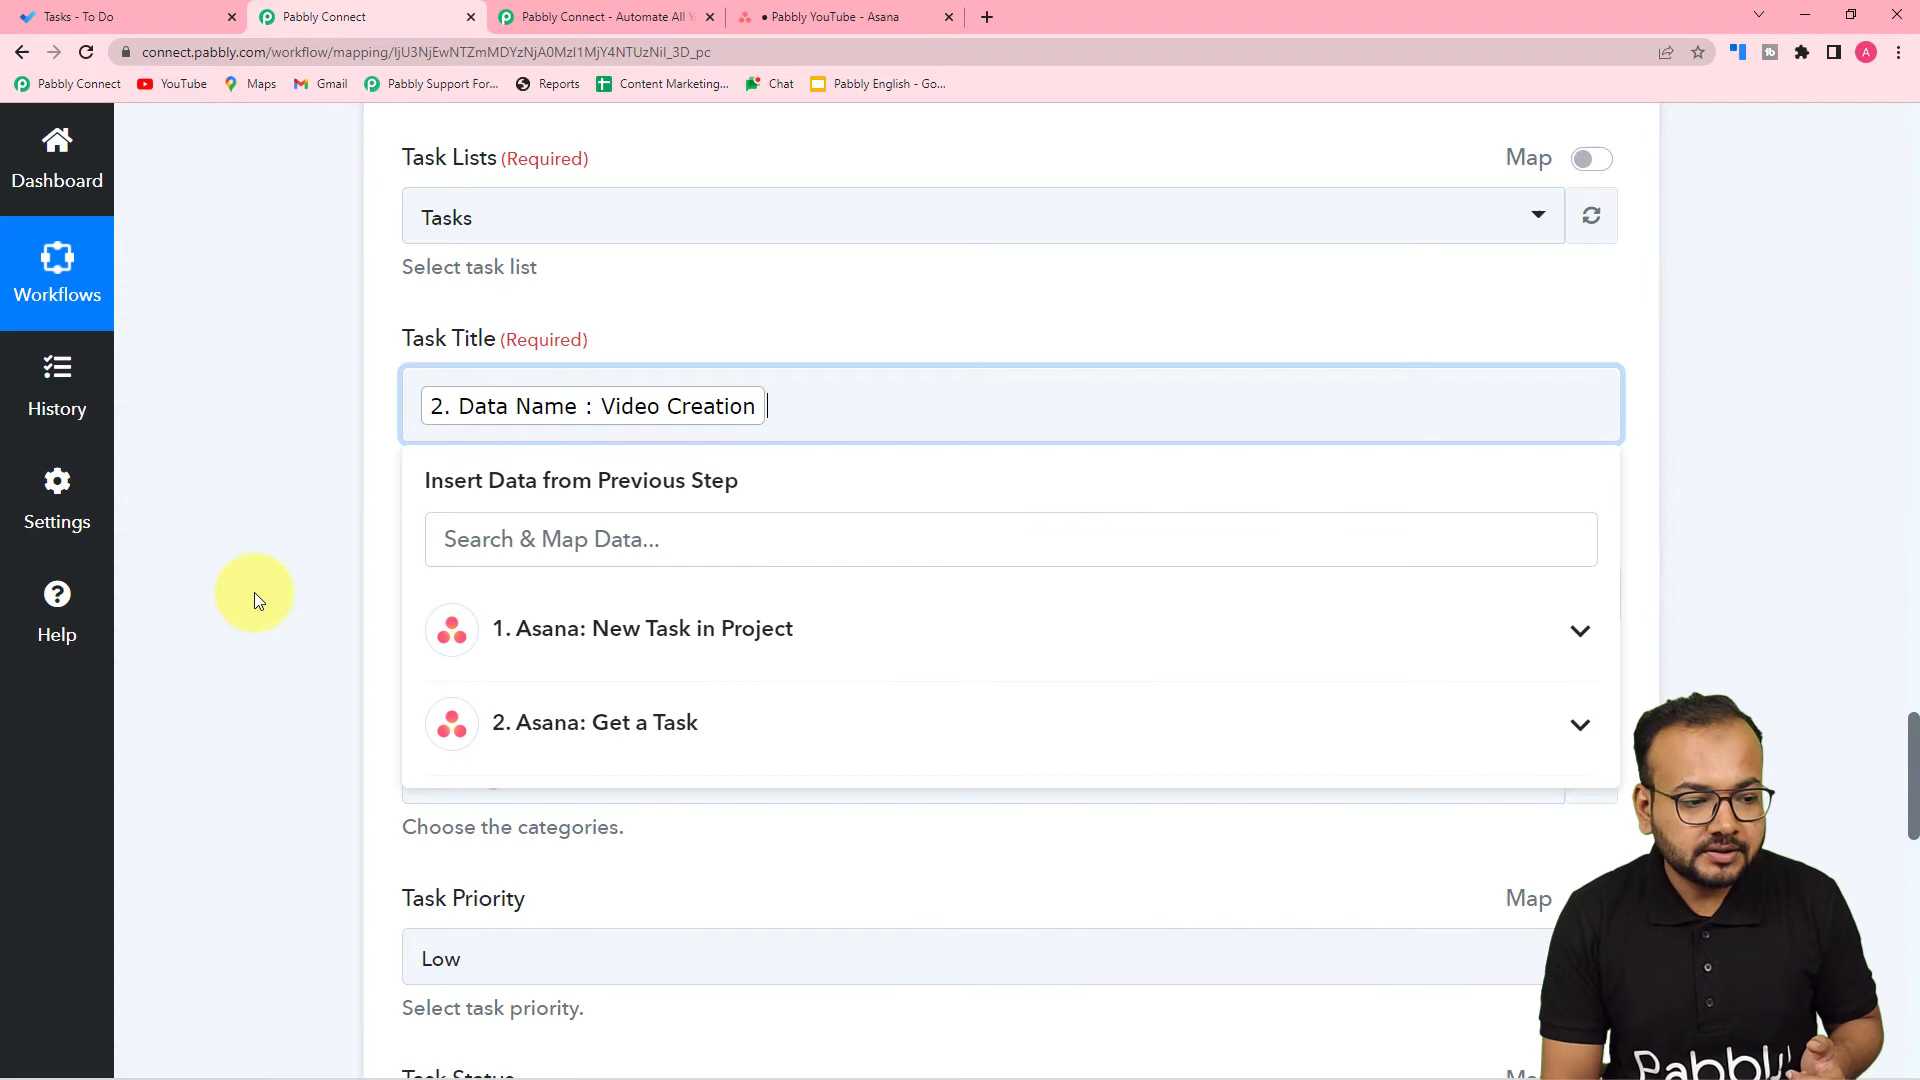 Tasks - To Do
Pabbly Connect
Pabbly Connect - Automate All Y
• Pabbly YouTube - Asana
connect.pabbly.com/workflow/mapping/IjU3NjEwNTZmMDYzNjA0MzI1MjY4NTUzNiI_3D_pc
A
Pabbly Connect
YouTube
Maps
Gmail
Pabbly Support For...
Reports
Content Marketing...
Chat
Pabbly English - Go...
Dashboard
Workflows
History
Settings
Help
Task Lists (Required)
Map
Tasks
Select task list
Task Title (Required)
2. Data Name : Video Creation
Insert Data from Previous Step
Search & Map Data...
1. Asana: New Task in Project
2. Asana: Get a Task
Choose the categories.
Task Priority
Map
Low
Select task priority.
Task Status
Pabbly